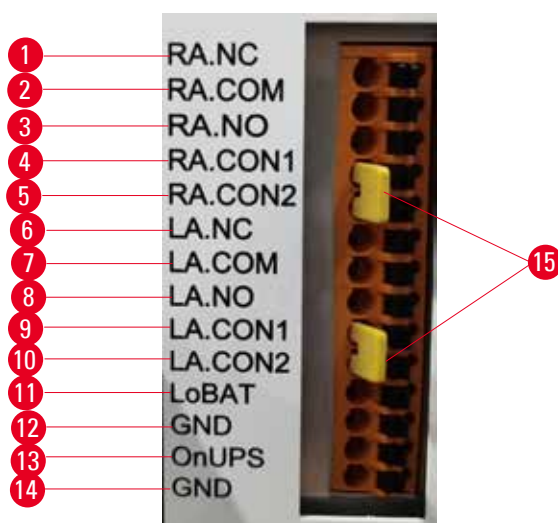 1 RA.NC
2 RA.COM
3 RA.NO
4 RA.CON1
5 RA.CON2
6 LA.NC
7 LA.COM
8 LA.NO
9 LA.CON1
10 LA.CON2
11 LoBAT
12 GND
13 OnUPS
14 GND
15